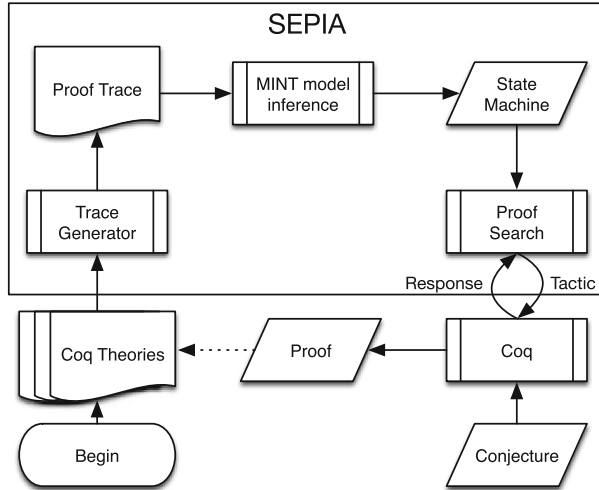 SEPIA
Proof Trace
MINT model
inference
State
Machine
Trace
Generator
Proof
Search
Response
Tactic
Coq Theories
Proof
Coq
Begin
Conjecture